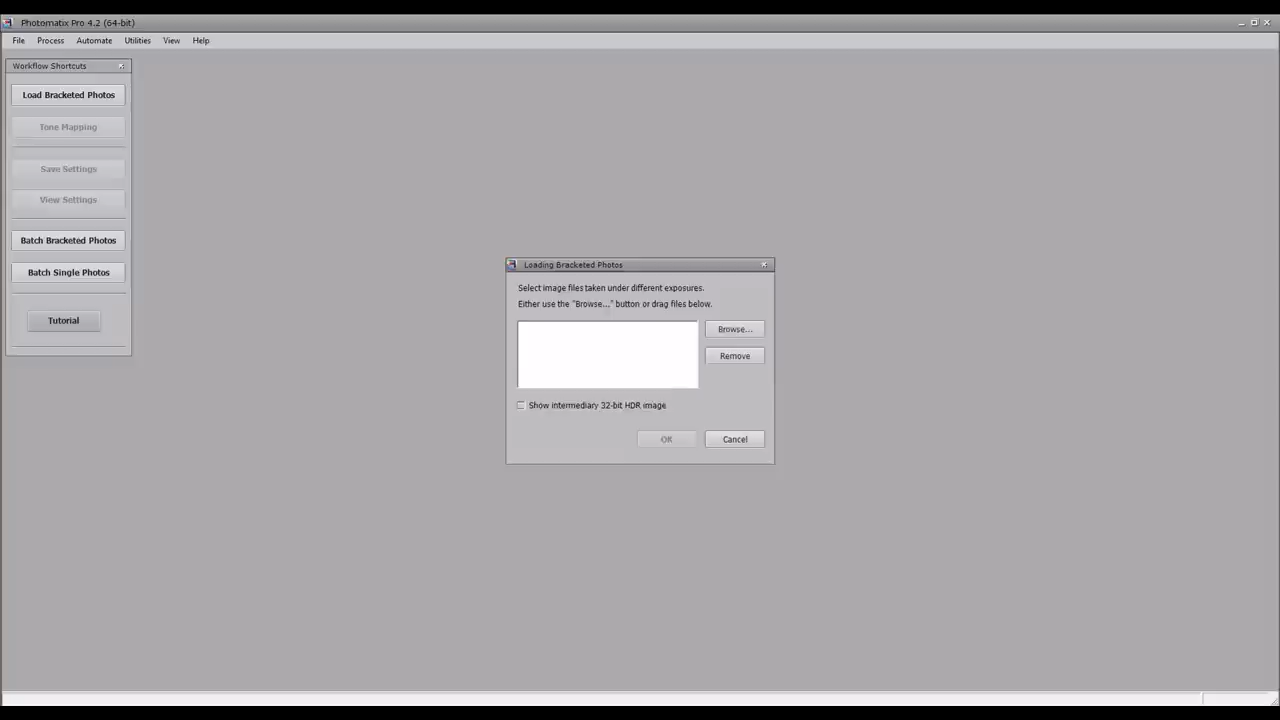 Photomatix Pro 4.2 (64-bit)
File Process Automate Utilities View Help
Workflow Shortcuts
Load Bracketed Photos
Tone Mapping
Save Settings
View Settings
Batch Bracketed Photos
Batch Single Photos
Tutorial
Loading Bracketed Photos
Select image files taken under different exposures.
Either use the "Browse..." button or drag files below.
Browse...
Remove
Show intermediary 32-bit HDR image
OK Cancel